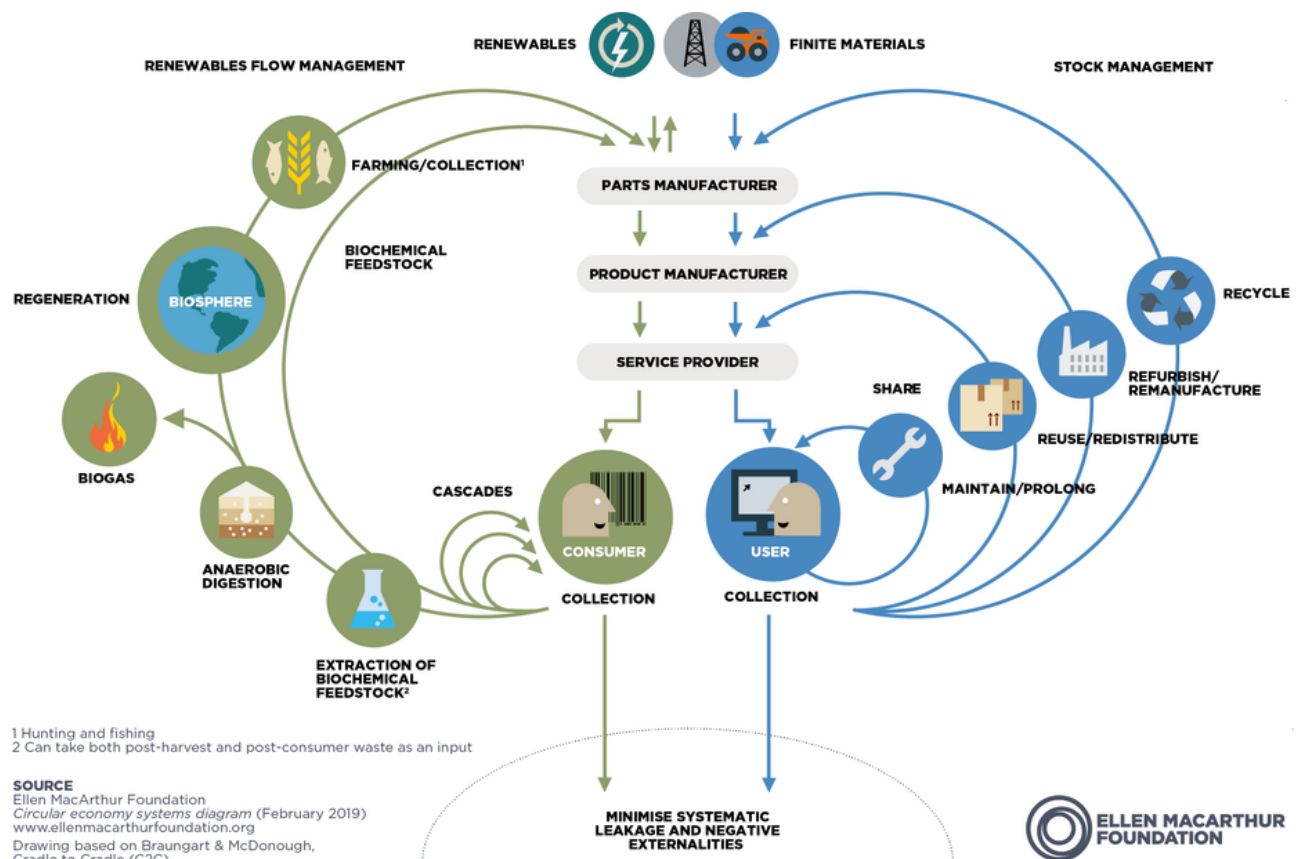 RENEWABLES
FINITE MATERIALS
RENEWABLES FLOW MANAGEMENT
STOCK MANAGEMENT
FARMING/COLLECTION¹
PARTS MANUFACTURER
BIOCHEMICAL
FEEDSTOCK
PRODUCT MANUFACTURER
REGENERATION
BIOSPHERE
RECYCLE
SERVICE PROVIDER
SHARE
REFURBISH/
REMANUFACTURE
REUSE/REDISTRIBUTE
BIOGAS
CASCADES
MAINTAIN/PROLONG
CONSUMER
USER
ANAEROBIC
DIGESTION
COLLECTION
COLLECTION
EXTRACTION OF
BIOCHEMICAL
FEEDSTOCK²
1 Hunting and fishing
2 Can take both post-harvest and post-consumer waste as an input
SOURCE
Ellen MacArthur Foundation
Circular economy systems diagram (February 2019)
www.ellenmacarthurfoundation.org
Drawing based on Braungart & McDonough,
Cradle to Cradle (C2C)
MINIMISE SYSTEMATIC
LEAKAGE AND NEGATIVE
EXTERNALITIES
ELLEN MACARTHUR
FOUNDATION